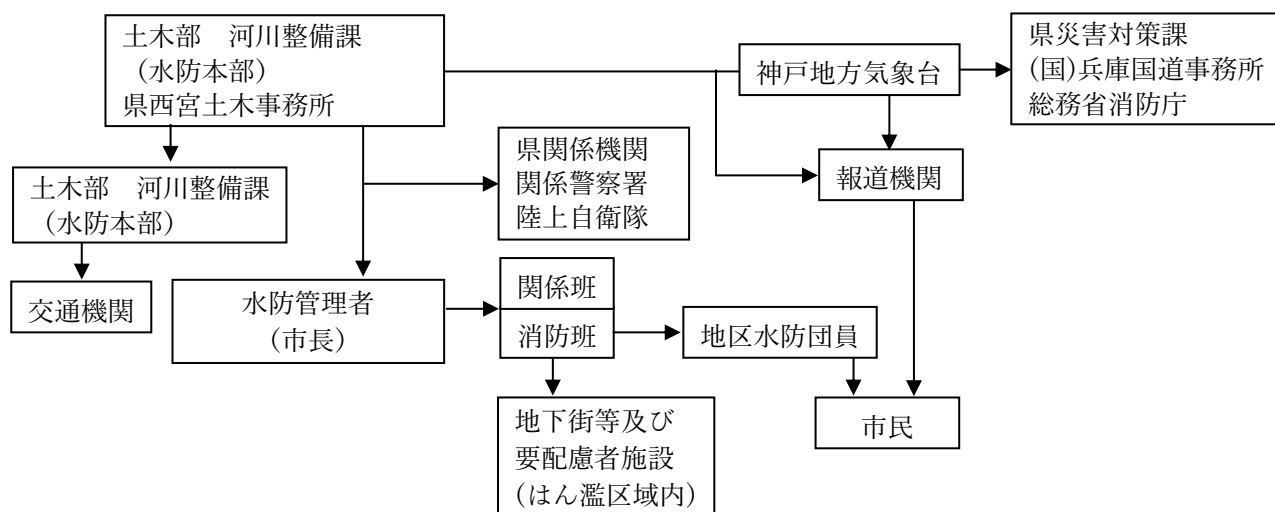 土木部　河川整備課
（水防本部）
県西宮土木事務所
神戸地方気象台
県災害対策課
(国)兵庫国道事務所
総務省消防庁
県関係機関
関係警察署
陸上自衛隊
報道機関
土木部　河川整備課
（水防本部）
交通機関
水防管理者
（市長）
関係班
消防班
地区水防団員
地下街等及び
要配慮者施設
（はん濫区域内）
市民